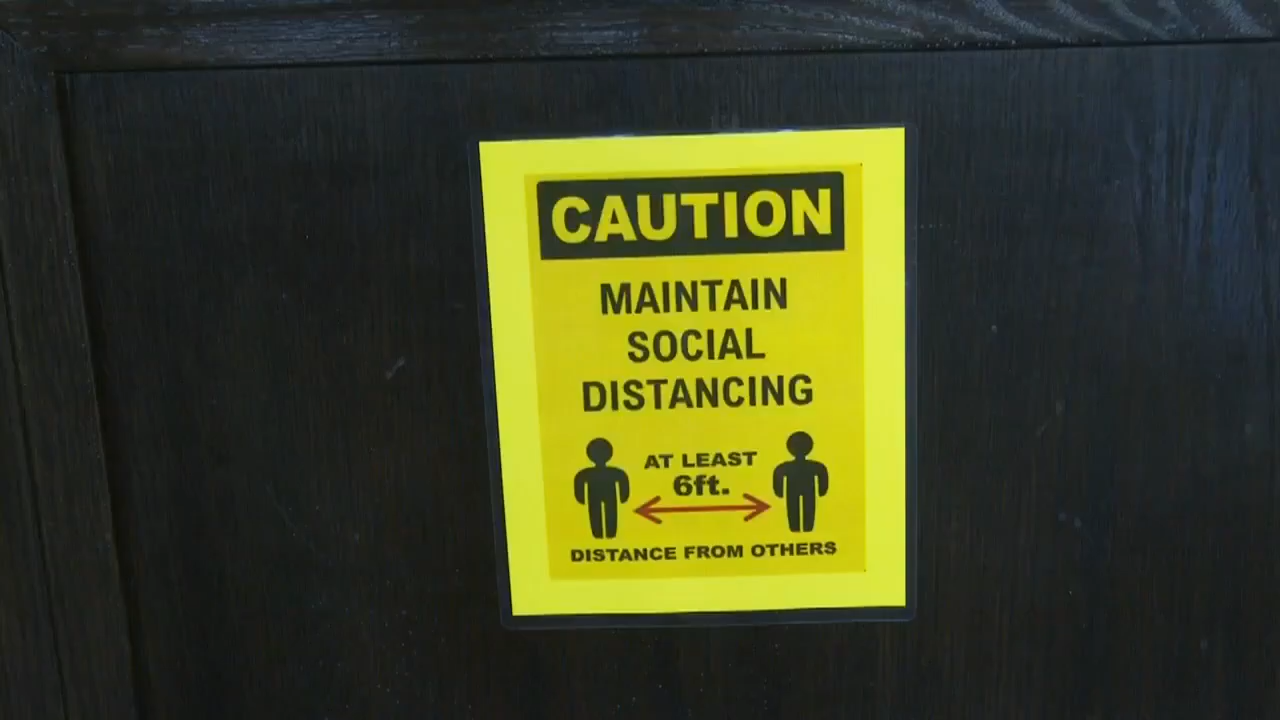 CAUTION
MAINTAIN
SOCIAL
DISTANCING
AT LEAST
6ft.
DISTANCE FROM OTHERS